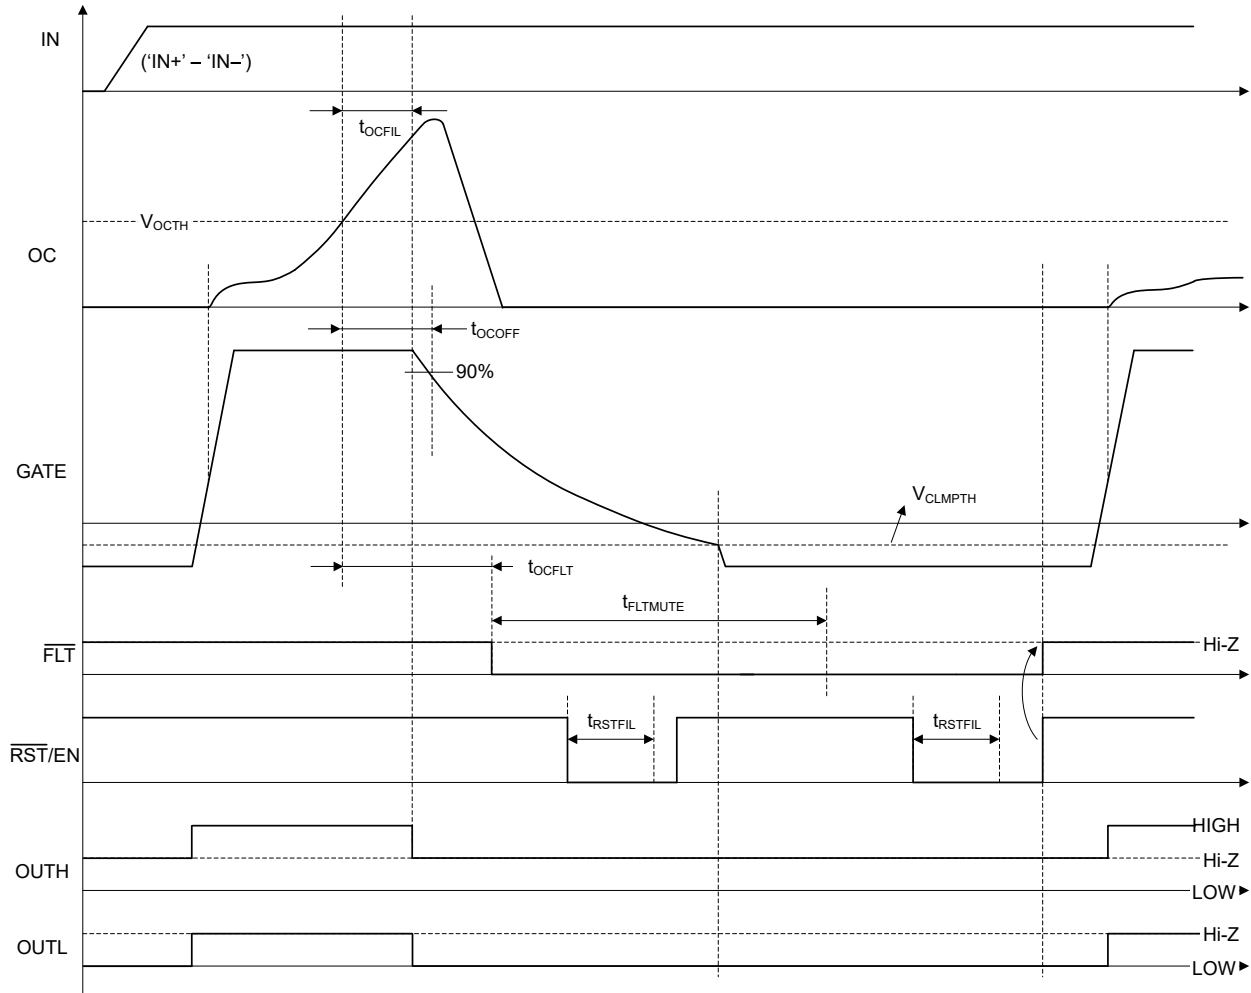 IN
('IN+' – 'IN–')
tOCFIL
VOCTH
OC
tOCOFF
90%
GATE
VCLMPTH
tOCFLT
tFLTMUTE
FLT
Hi-Z
tRSTFIL
tRSTFIL
RST/EN
HIGH
OUTH
Hi-Z
LOW
OUTL
Hi-Z
LOW